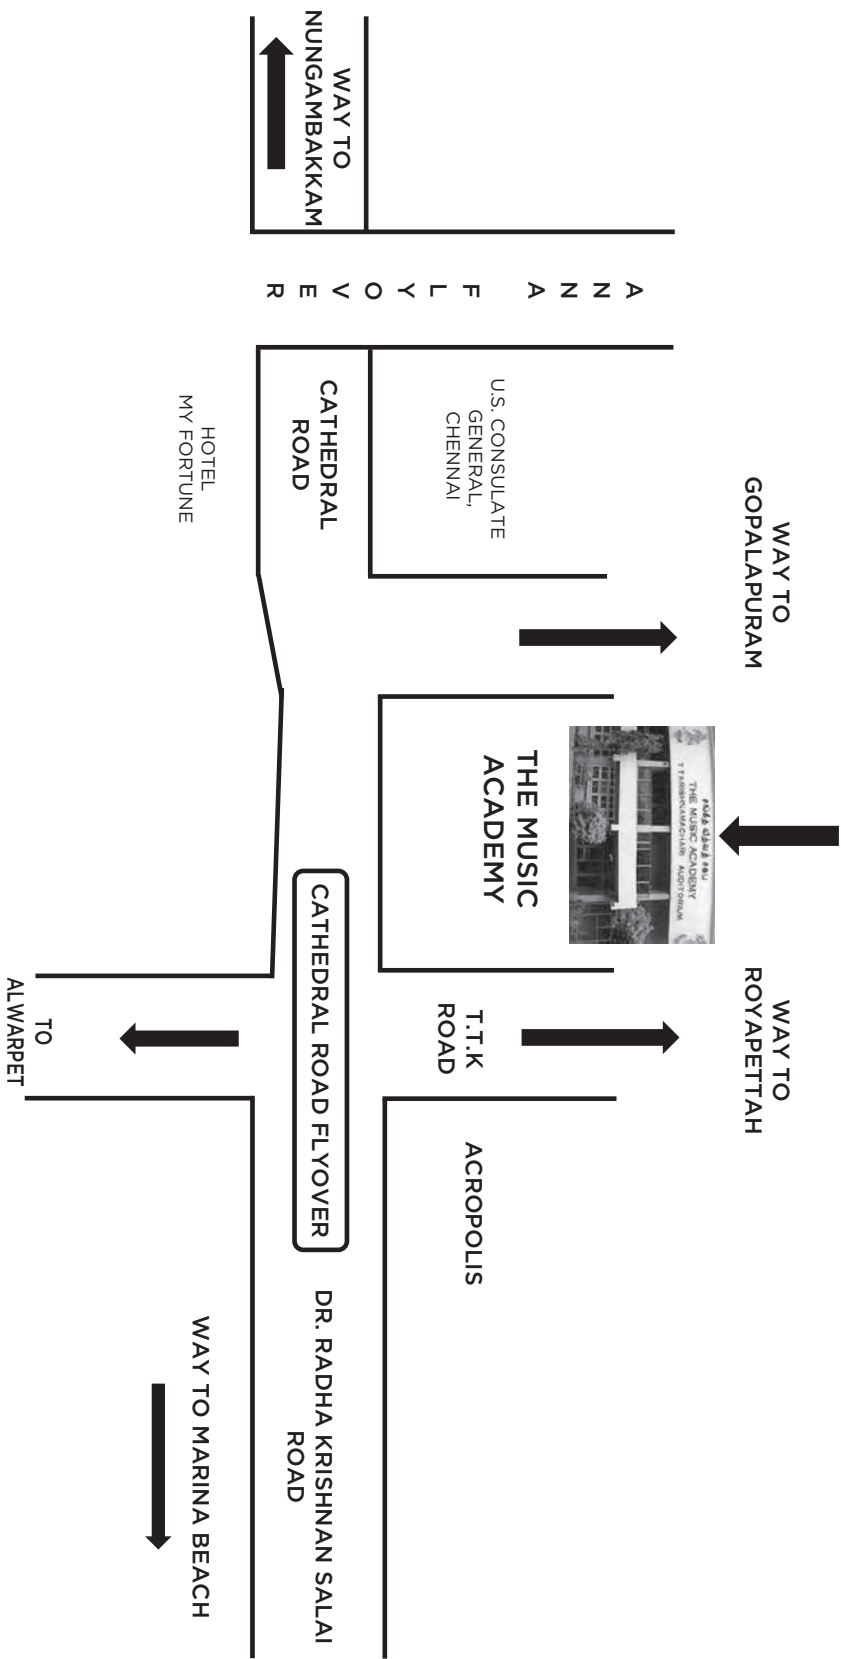 WAY TO
GOPALAPURAM
WAY TO
ROYAPETTAH
THE MUSIC ACADEMY
AUDITORIUM
A N N A F L Y O V E R
U.S. CONSULATE
GENERAL,
CHENNAI
THE MUSIC
ACADEMY
T.T.K
ROAD
ACROPOLIS
WAY TO
NUNGAMBAKKAM
CATHEDRAL
ROAD
CATHEDRAL ROAD FLYOVER
DR. RADHA KRISHNAN SALAI
ROAD
HOTEL
MY FORTUNE
WAY TO MARINA BEACH
TO
ALWARPET